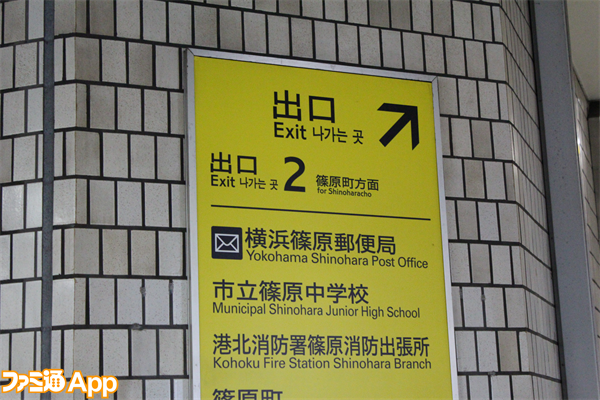 出口
Exit 나가는 곳
出口 2 篠原町方面
Exit 나가는 곳 for Shinoharacho
横浜篠原郵便局
Yokohama Shinohara Post Office
市立篠原中学校
Municipal Shinohara Junior High School
港北消防署篠原消防出張所
Kohoku Fire Station Shinohara Branch
篠原町
ファミ通App